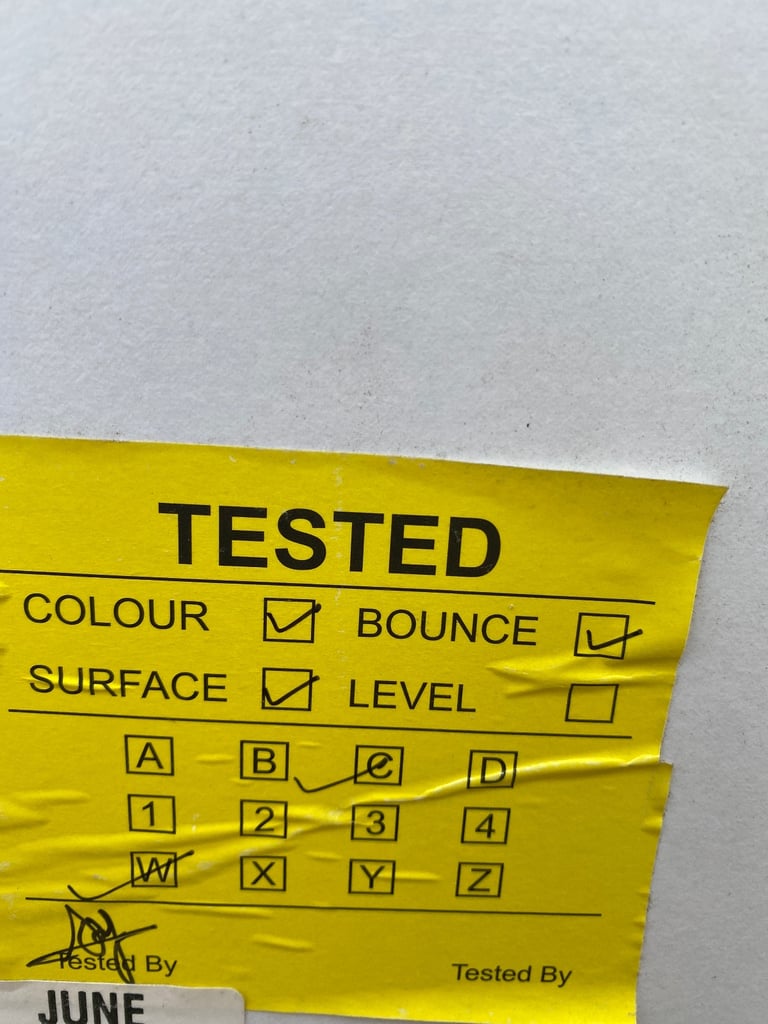 TESTED
COLOUR BOUNCE
SURFACE LEVEL
A B C D
1 2 3 4
W X Y Z
Tested By Tested By
JUNE